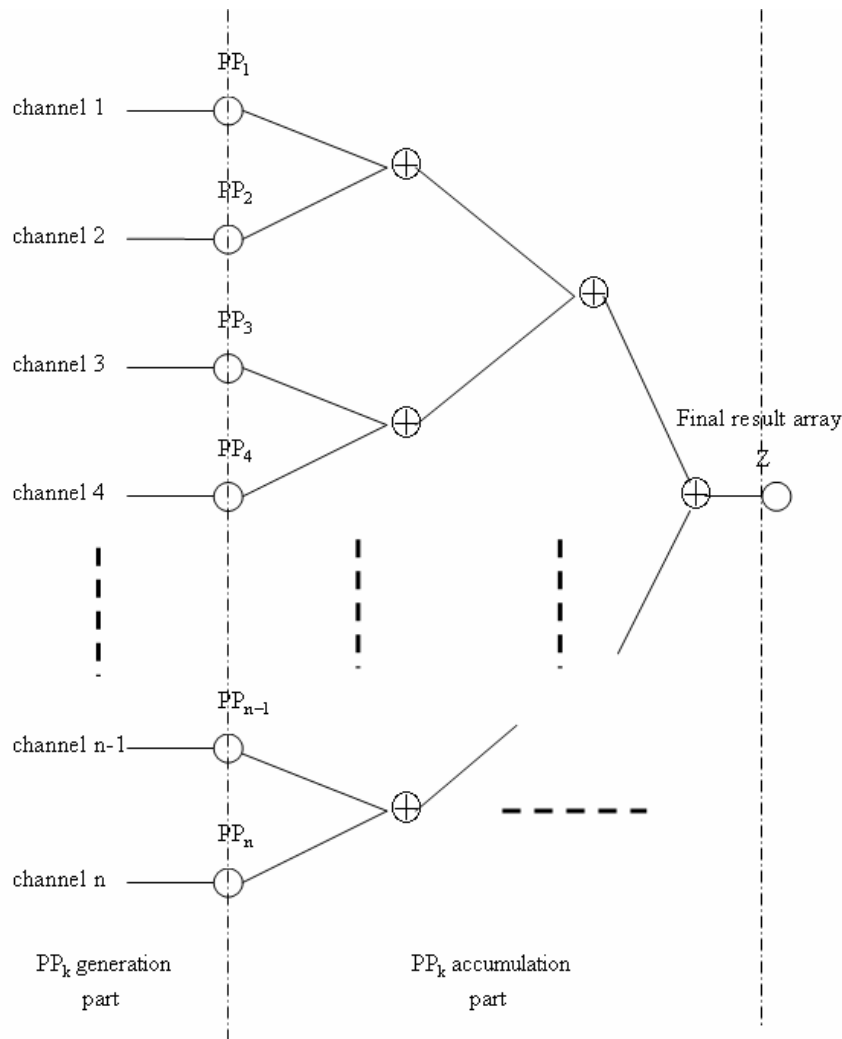 PP₁
channel 1
PP₂
channel 2
PP₃
channel 3
Final result array
PP₄
Z
channel 4
PPₙ₋₁
channel n-1
PPₙ
channel n
PPₖ generation
part
PPₖ accumulation
part